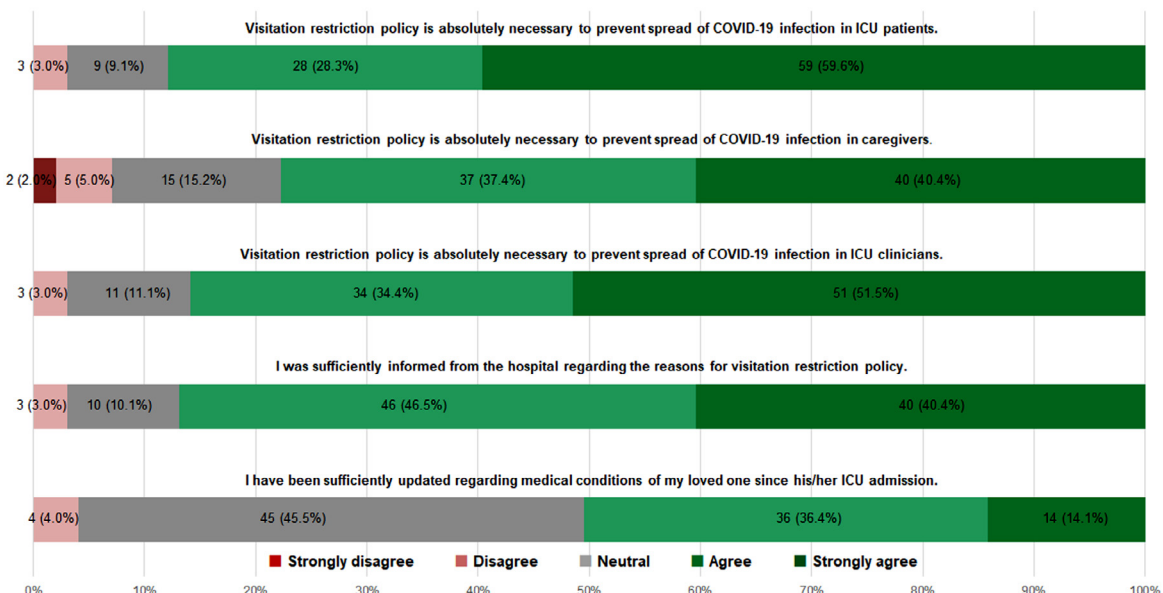 Visitation restriction policy is absolutely necessary to prevent spread of COVID-19 infection in ICU patients.
3 (3.0%) 9 (9.1%) 28 (28.3%) 59 (59.6%)
Visitation restriction policy is absolutely necessary to prevent spread of COVID-19 infection in caregivers.
2 (2.0%) 5 (5.0%) 15 (15.2%) 37 (37.4%) 40 (40.4%)
Visitation restriction policy is absolutely necessary to prevent spread of COVID-19 infection in ICU clinicians.
3 (3.0%) 11 (11.1%) 34 (34.4%) 51 (51.5%)
I was sufficiently informed from the hospital regarding the reasons for visitation restriction policy.
3 (3.0%) 10 (10.1%) 46 (46.5%) 40 (40.4%)
I have been sufficiently updated regarding medical conditions of my loved one since his/her ICU admission.
4 (4.0%) 45 (45.5%) 36 (36.4%) 14 (14.1%)
Strongly disagree Disagree Neutral Agree Strongly agree
0% 10% 20% 30% 40% 50% 60% 70% 80% 90% 100%